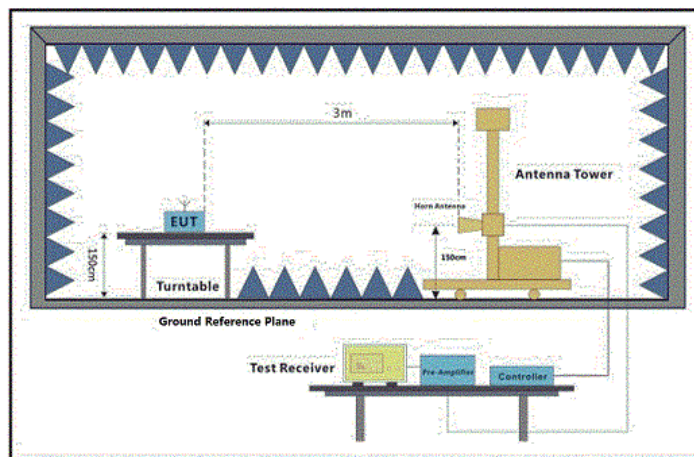 3m
Antenna Tower
Horn Antenna
EUT
150cm
150cm
Turntable
Ground Reference Plane
Test Receiver
Pre-Amplifier
Controller